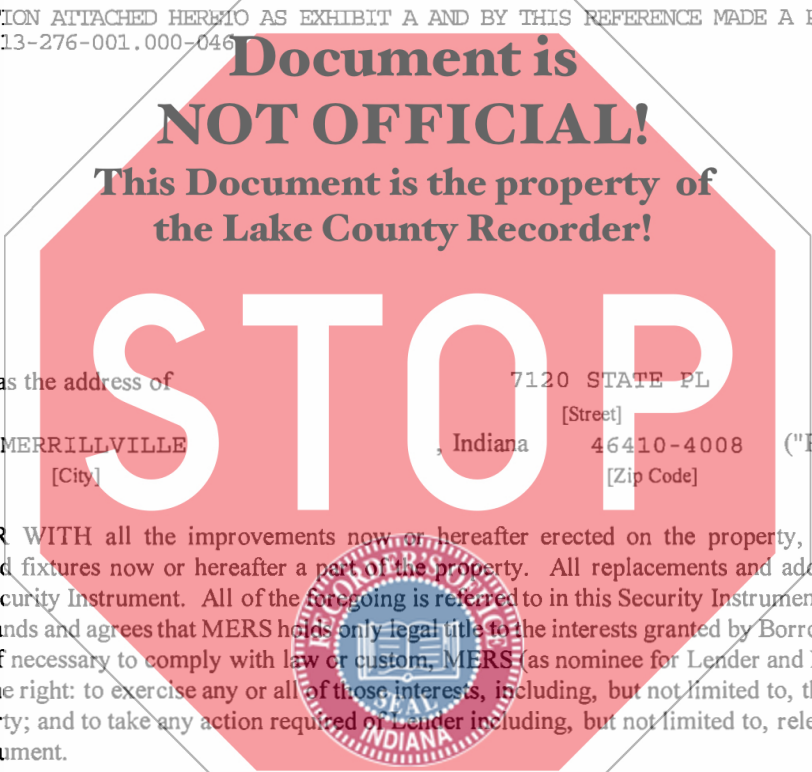 ION ATTACHED HERETO AS EXHIBIT A AND BY THIS REFERENCE MADE A
13-276-001.000-046
Document is
NOT OFFICIAL!
This Document is the property of
the Lake County Recorder!
STOP
as the address of 7120 STATE PL
[Street]
MERRILLVILLE , Indiana 46410-4008 ("
[City] [Zip Code]
R WITH all the improvements now or hereafter erected on the property,
d fixtures now or hereafter a part of the property. All replacements and add
curity Instrument. All of the foregoing is referred to in this Security Instrumen
nds and agrees that MERS holds only legal title to the interests granted by Borro
f necessary to comply with law or custom, MERS (as nominee for Lender and
e right: to exercise any or all of those interests, including, but not limited to, t
rty; and to take any action required of Lender including, but not limited to, rele
ument.
RECORDER'S OFFICE
SEAL
INDIANA